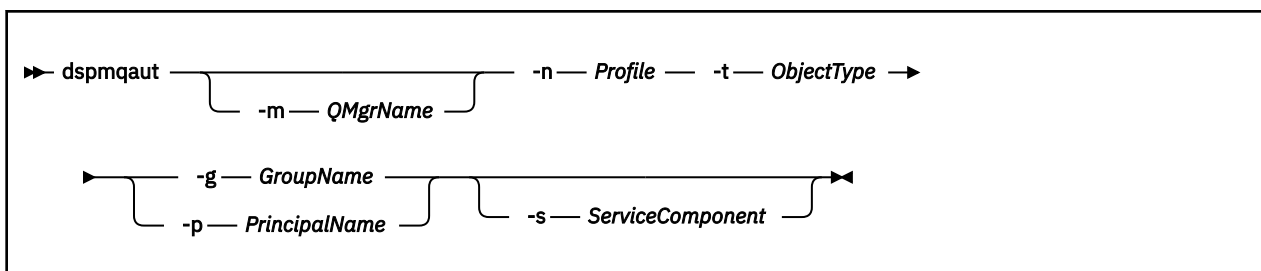 dspmqaut -n Profile -t ObjectType
-m QMgrName
-g GroupName
-p PrincipalName -s ServiceComponent